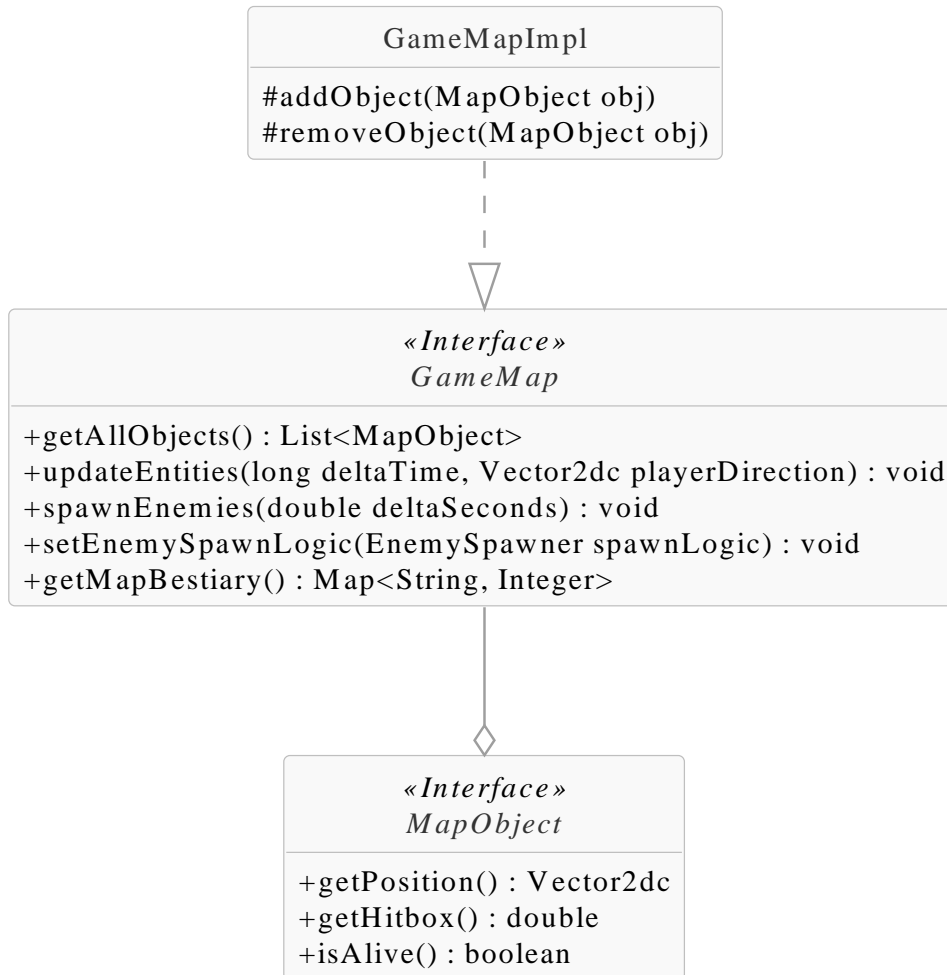 GameMapImpl
#addObject(MapObject obj)
#removeObject(MapObject obj)
«Interface»
GameMap
+getAllObjects() : List<MapObject>
+updateEntities(long deltaTime, Vector2dc playerDirection) : void
+spawnEnemies(double deltaSeconds) : void
+setEnemySpawnLogic(EnemySpawner spawnLogic) : void
+getMapBestiary() : Map<String, Integer>
«Interface»
MapObject
+getPosition() : Vector2dc
+getHitbox() : double
+isAlive() : boolean